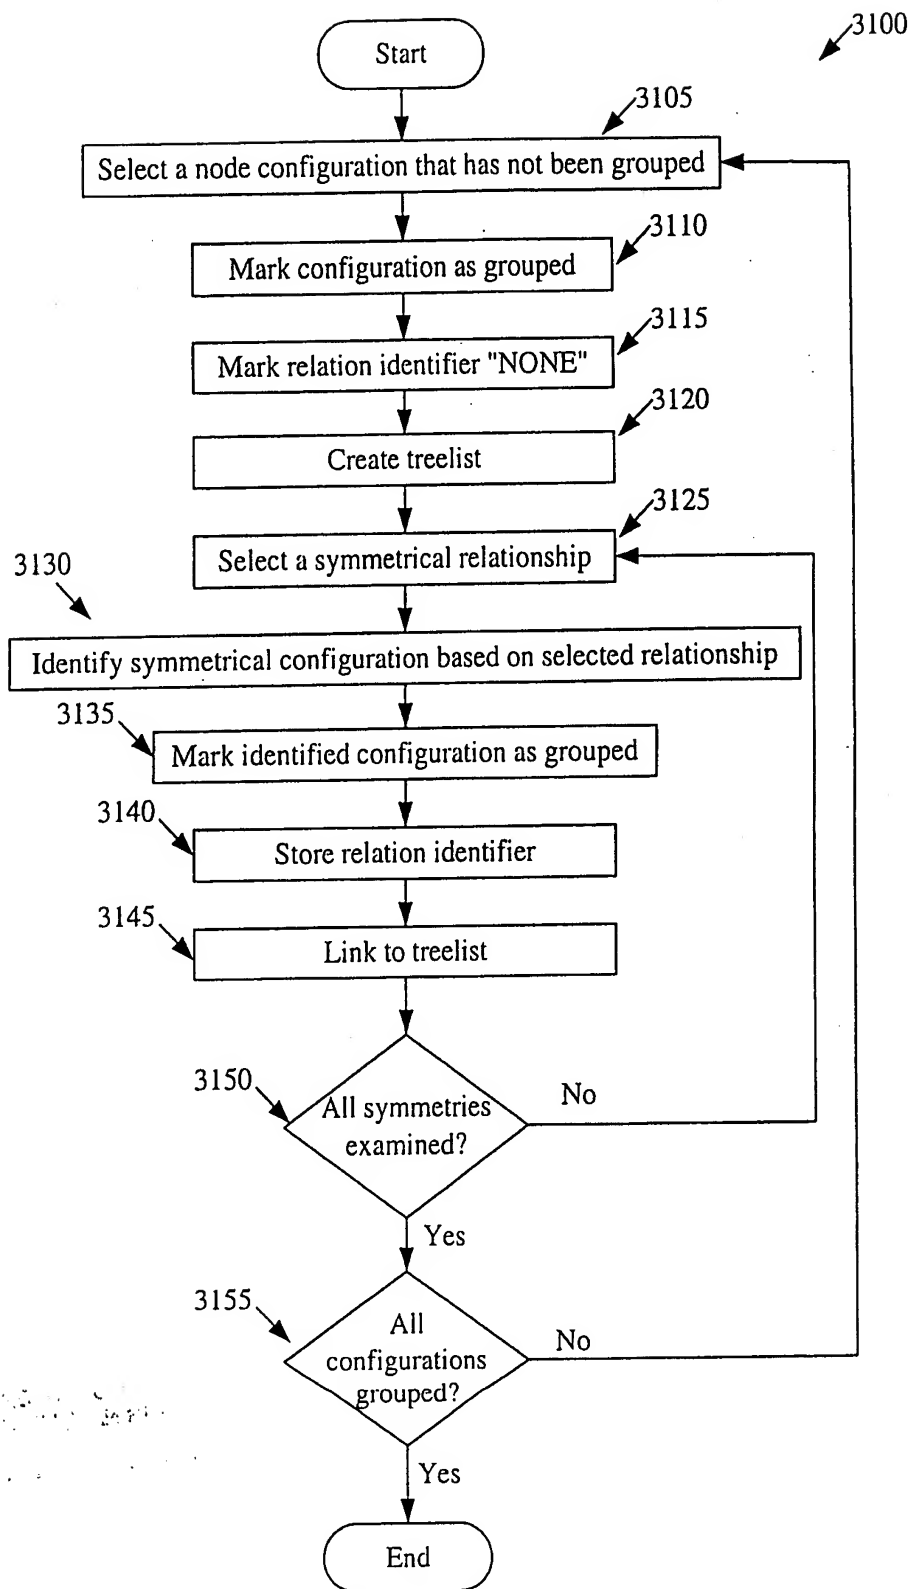 3100
Start
3105
Select a node configuration that has not been grouped
3110
Mark configuration as grouped
3115
Mark relation identifier "NONE"
3120
Create treelist
3125
Select a symmetrical relationship
3130
Identify symmetrical configuration based on selected relationship
3135
Mark identified configuration as grouped
3140
Store relation identifier
3145
Link to treelist
3150
All symmetries
examined?
No
Yes
3155
All
configurations
grouped?
No
Yes
End